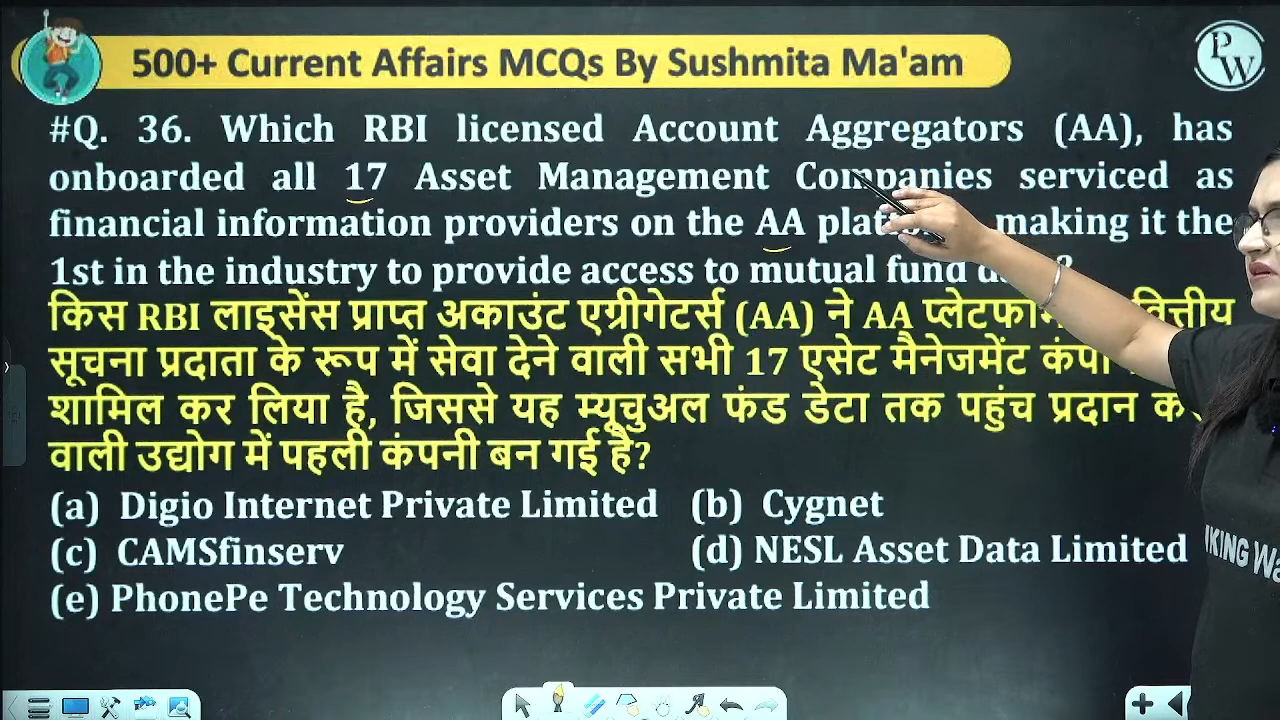 500+ Current Affairs MCQs By Sushmita Ma'am
PW
#Q. 36. Which RBI licensed Account Aggregators (AA), has
onboarded all 17 Asset Management Companies serviced as
financial information providers on the AA making it the
1st in the industry to provide access to mutual fund
किस RBI लाइसेंस प्राप्त अकाउंट एग्रीगेटर्स (AA) ने AA वित्तीय
सूचना प्रदाता के रूप में सेवा देने वाली सभी 17 एसेट मैनेजमेंट
शामिल कर लिया है, जिससे यह म्यूचुअल फंड डेटा तक पहुंच प्रदान
वाली उद्योग में पहली कंपनी बन गई है?
(a) Digio Internet Private Limited (b) Cygnet
(c) CAMSfinserv (d) NESL Asset Data Limited
(e) PhonePe Technology Services Private Limited